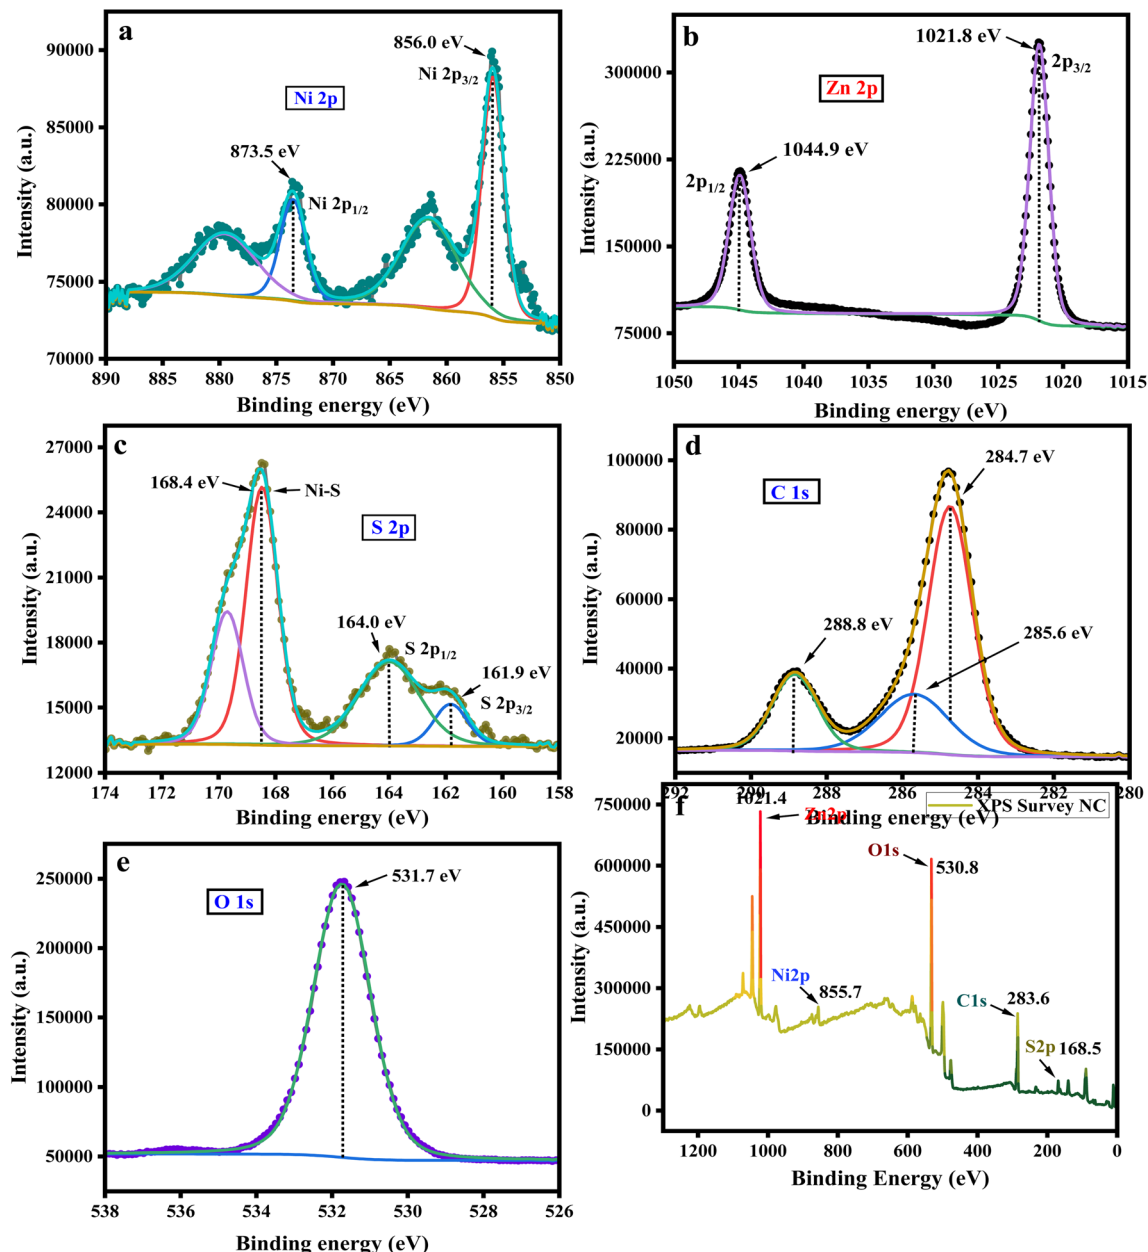 a
856.0 eV
Ni 2p3/2
Ni 2p
873.5 eV
Ni 2p1/2
Intensity (a.u.)
90000
85000
80000
75000
70000
890 885 880 875 870 865 860 855 850
Binding energy (eV)
b
1021.8 eV
2p3/2
Zn 2p
1044.9 eV
2p1/2
Intensity (a.u.)
300000
225000
150000
75000
1050 1045 1040 1035 1030 1025 1020 1015
Binding energy (eV)
c
168.4 eV
Ni-S
S 2p
164.0 eV
S 2p1/2
161.9 eV
S 2p3/2
Intensity (a.u.)
27000
24000
21000
18000
15000
12000
174 172 170 168 166 164 162 160 158
Binding energy (eV)
d
284.7 eV
C 1s
288.8 eV
285.6 eV
Intensity (a.u.)
100000
80000
60000
40000
20000
292 290 288 286 284 282 280
Binding energy (eV)
e
531.7 eV
O 1s
Intensity (a.u.)
250000
200000
150000
100000
50000
538 536 534 532 530 528 526
Binding energy (eV)
f
1021.4
Zn2p
XPS Survey NC
O1s
530.8
Ni2p
855.7
C1s
283.6
S2p 168.5
Intensity (a.u.)
750000
600000
450000
300000
150000
0
1200 1000 800 600 400 200 0
Binding Energy (eV)